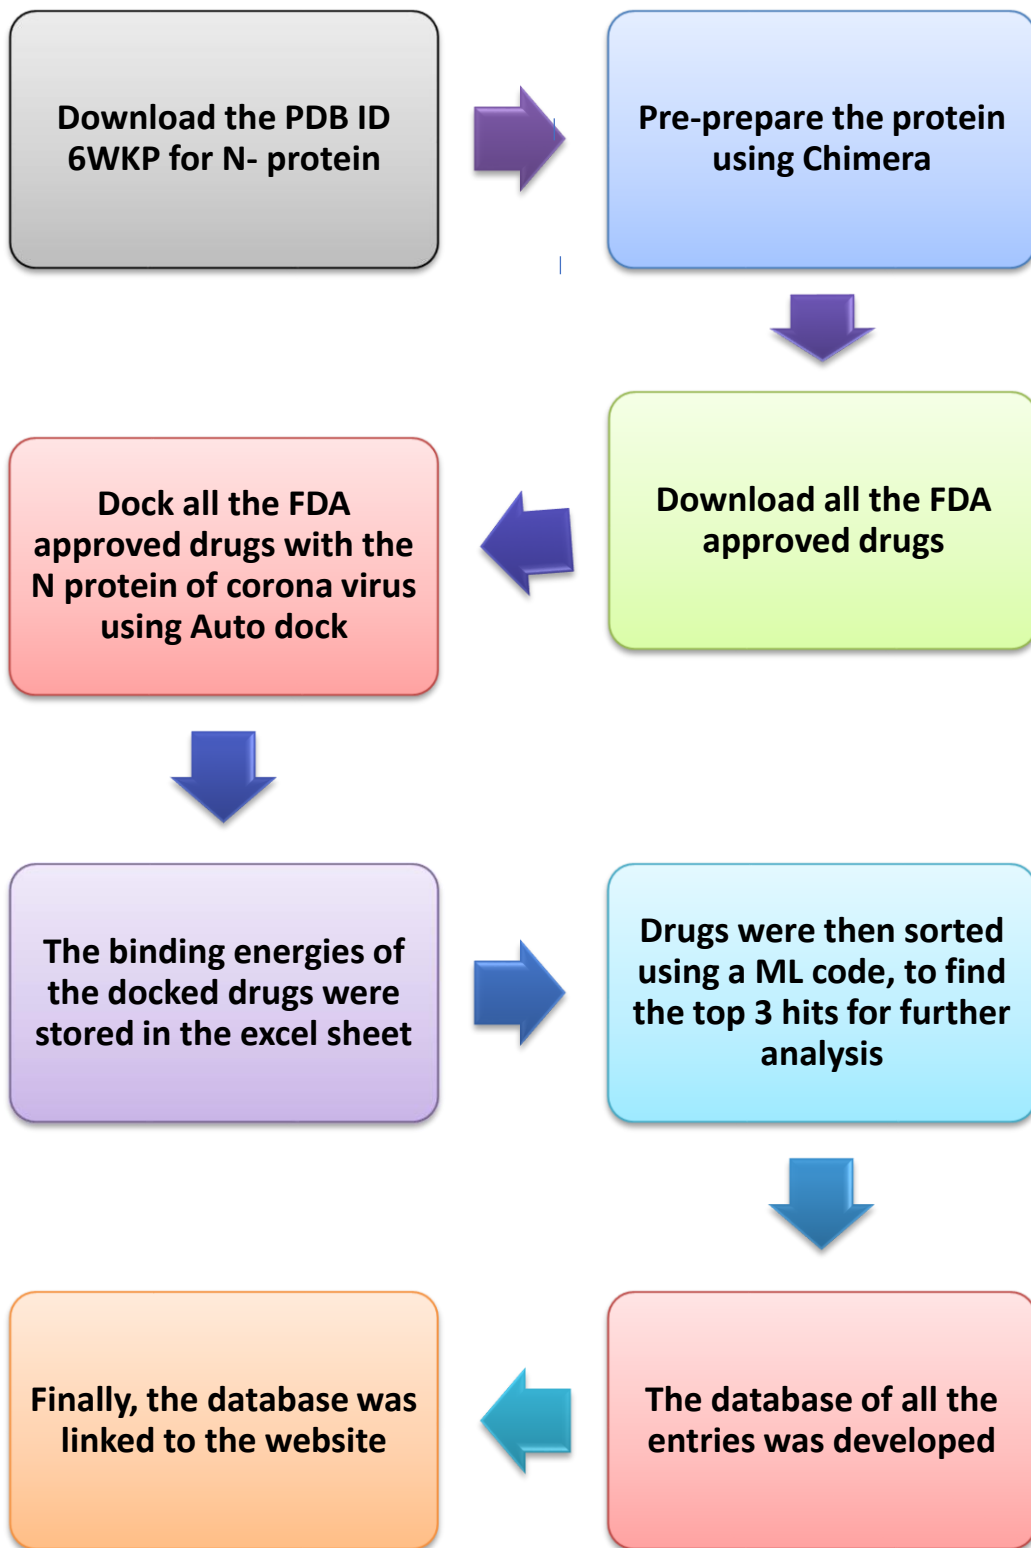 Download the PDB ID
6WKP for N- protein
Pre-prepare the protein
using Chimera
Download all the FDA
approved drugs
Dock all the FDA
approved drugs with the
N protein of corona virus
using Auto dock
The binding energies of
the docked drugs were
stored in the excel sheet
Drugs were then sorted
using a ML code, to find
the top 3 hits for further
analysis
The database of all the
entries was developed
Finally, the database was
linked to the website